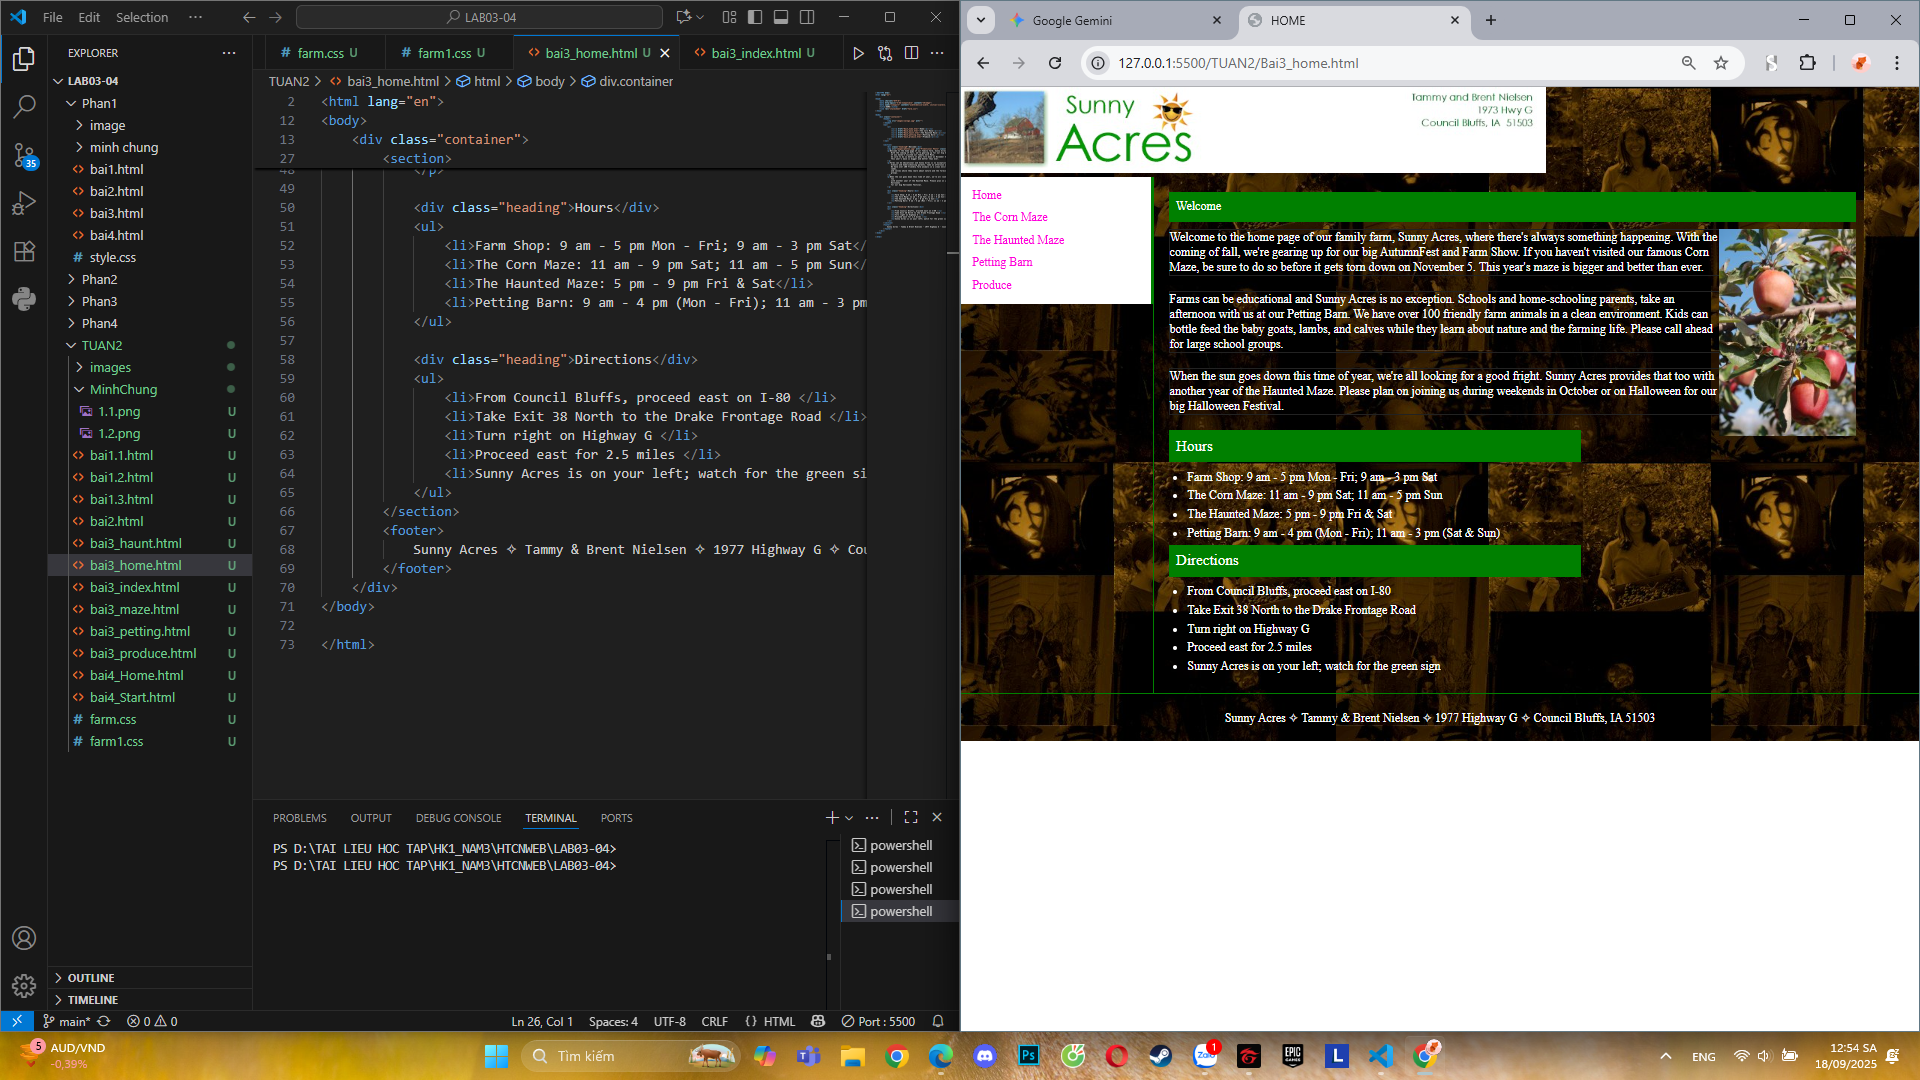 File Edit Selection ···
LAB03-04
EXPLORER ···
LAB03-04
Phan1
image
minh chung
bai1.html
bai2.html
bai3.html
bai4.html
# style.css
Phan2
Phan3
Phan4
TUAN2
images
MinhChung
1.1.png U
1.2.png U
bai1.1.html U
bai1.2.html U
bai1.3.html U
bai2.html U
bai3_haunt.html U
bai3_home.html U
bai3_index.html U
bai3_maze.html U
bai3_petting.html U
bai3_produce.html U
bai4_Home.html U
bai4_Start.html U
# farm.css U
# farm1.css U
OUTLINE
TIMELINE
35
# farm.css U # farm1.css U <> bai3_home.html U <> bai3_index.html U
TUAN2 > <> bai3_home.html > html > body > div.container
2 <html lang="en">
12 <body>
13 <div class="container">
27 <section>
48 </p>
49
50 <div class="heading">Hours</div>
51 <ul>
52 <li>Farm Shop: 9 am - 5 pm Mon - Fri; 9 am - 3 pm Sat</
53 <li>The Corn Maze: 11 am - 9 pm Sat; 11 am - 5 pm Sun</
54 <li>The Haunted Maze: 5 pm - 9 pm Fri & Sat</li>
55 <li>Petting Barn: 9 am - 4 pm (Mon - Fri); 11 am - 3 pm
56 </ul>
57
58 <div class="heading">Directions</div>
59 <ul>
60 <li>From Council Bluffs, proceed east on I-80 </li>
61 <li>Take Exit 38 North to the Drake Frontage Road </li>
62 <li>Turn right on Highway G </li>
63 <li>Proceed east for 2.5 miles </li>
64 <li>Sunny Acres is on your left; watch for the green si
65 </ul>
66 </section>
67 <footer>
68 Sunny Acres ✧ Tammy & Brent Nielsen ✧ 1977 Highway G ✧ Cou
69 </footer>
70 </div>
71 </body>
72
73 </html>
PROBLEMS OUTPUT DEBUG CONSOLE TERMINAL PORTS
PS D:\TAI LIEU HOC TAP\HK1_NAM3\HTCNWEB\LAB03-04>
PS D:\TAI LIEU HOC TAP\HK1_NAM3\HTCNWEB\LAB03-04>
powershell
powershell
powershell
powershell
main* 0 0 Ln 26, Col 1 Spaces: 4 UTF-8 CRLF {} HTML Port : 5500
Google Gemini HOME
127.0.0.1:5500/TUAN2/Bai3_home.html
Sunny
Acres
Tammy and Brent Nielsen
1973 Hwy G
Council Bluffs, IA 51503
Home
The Corn Maze
The Haunted Maze
Petting Barn
Produce
Welcome
Welcome to the home page of our family farm, Sunny Acres, where there's always something happening. With the
coming of fall, we're gearing up for our big AutumnFest and Farm Show. If you haven't visited our famous Corn
Maze, be sure to do so before it gets torn down on November 5. This year's maze is bigger and better than ever.
Farms can be educational and Sunny Acres is no exception. Schools and home-schooling parents, take an
afternoon with us at our Petting Barn. We have over 100 friendly farm animals in a clean environment. Kids can
bottle feed the baby goats, lambs, and calves while they learn about nature and the farming life. Please call ahead
for large school groups.
When the sun goes down this time of year, we're all looking for a good fright. Sunny Acres provides that too with
another year of the Haunted Maze. Please plan on joining us during weekends in October or on Halloween for our
big Halloween Festival.
Hours
• Farm Shop: 9 am - 5 pm Mon - Fri; 9 am - 3 pm Sat
• The Corn Maze: 11 am - 9 pm Sat; 11 am - 5 pm Sun
• The Haunted Maze: 5 pm - 9 pm Fri & Sat
• Petting Barn: 9 am - 4 pm (Mon - Fri); 11 am - 3 pm (Sat & Sun)
Directions
• From Council Bluffs, proceed east on I-80
• Take Exit 38 North to the Drake Frontage Road
• Turn right on Highway G
• Proceed east for 2.5 miles
• Sunny Acres is on your left; watch for the green sign
Sunny Acres ✧ Tammy & Brent Nielsen ✧ 1977 Highway G ✧ Council Bluffs, IA 51503
5
AUD/VND
-0,39%
Tìm kiếm
Ps
Zalo
1
EPIC
GAMES
L
ENG
12:54 SA
18/09/2025